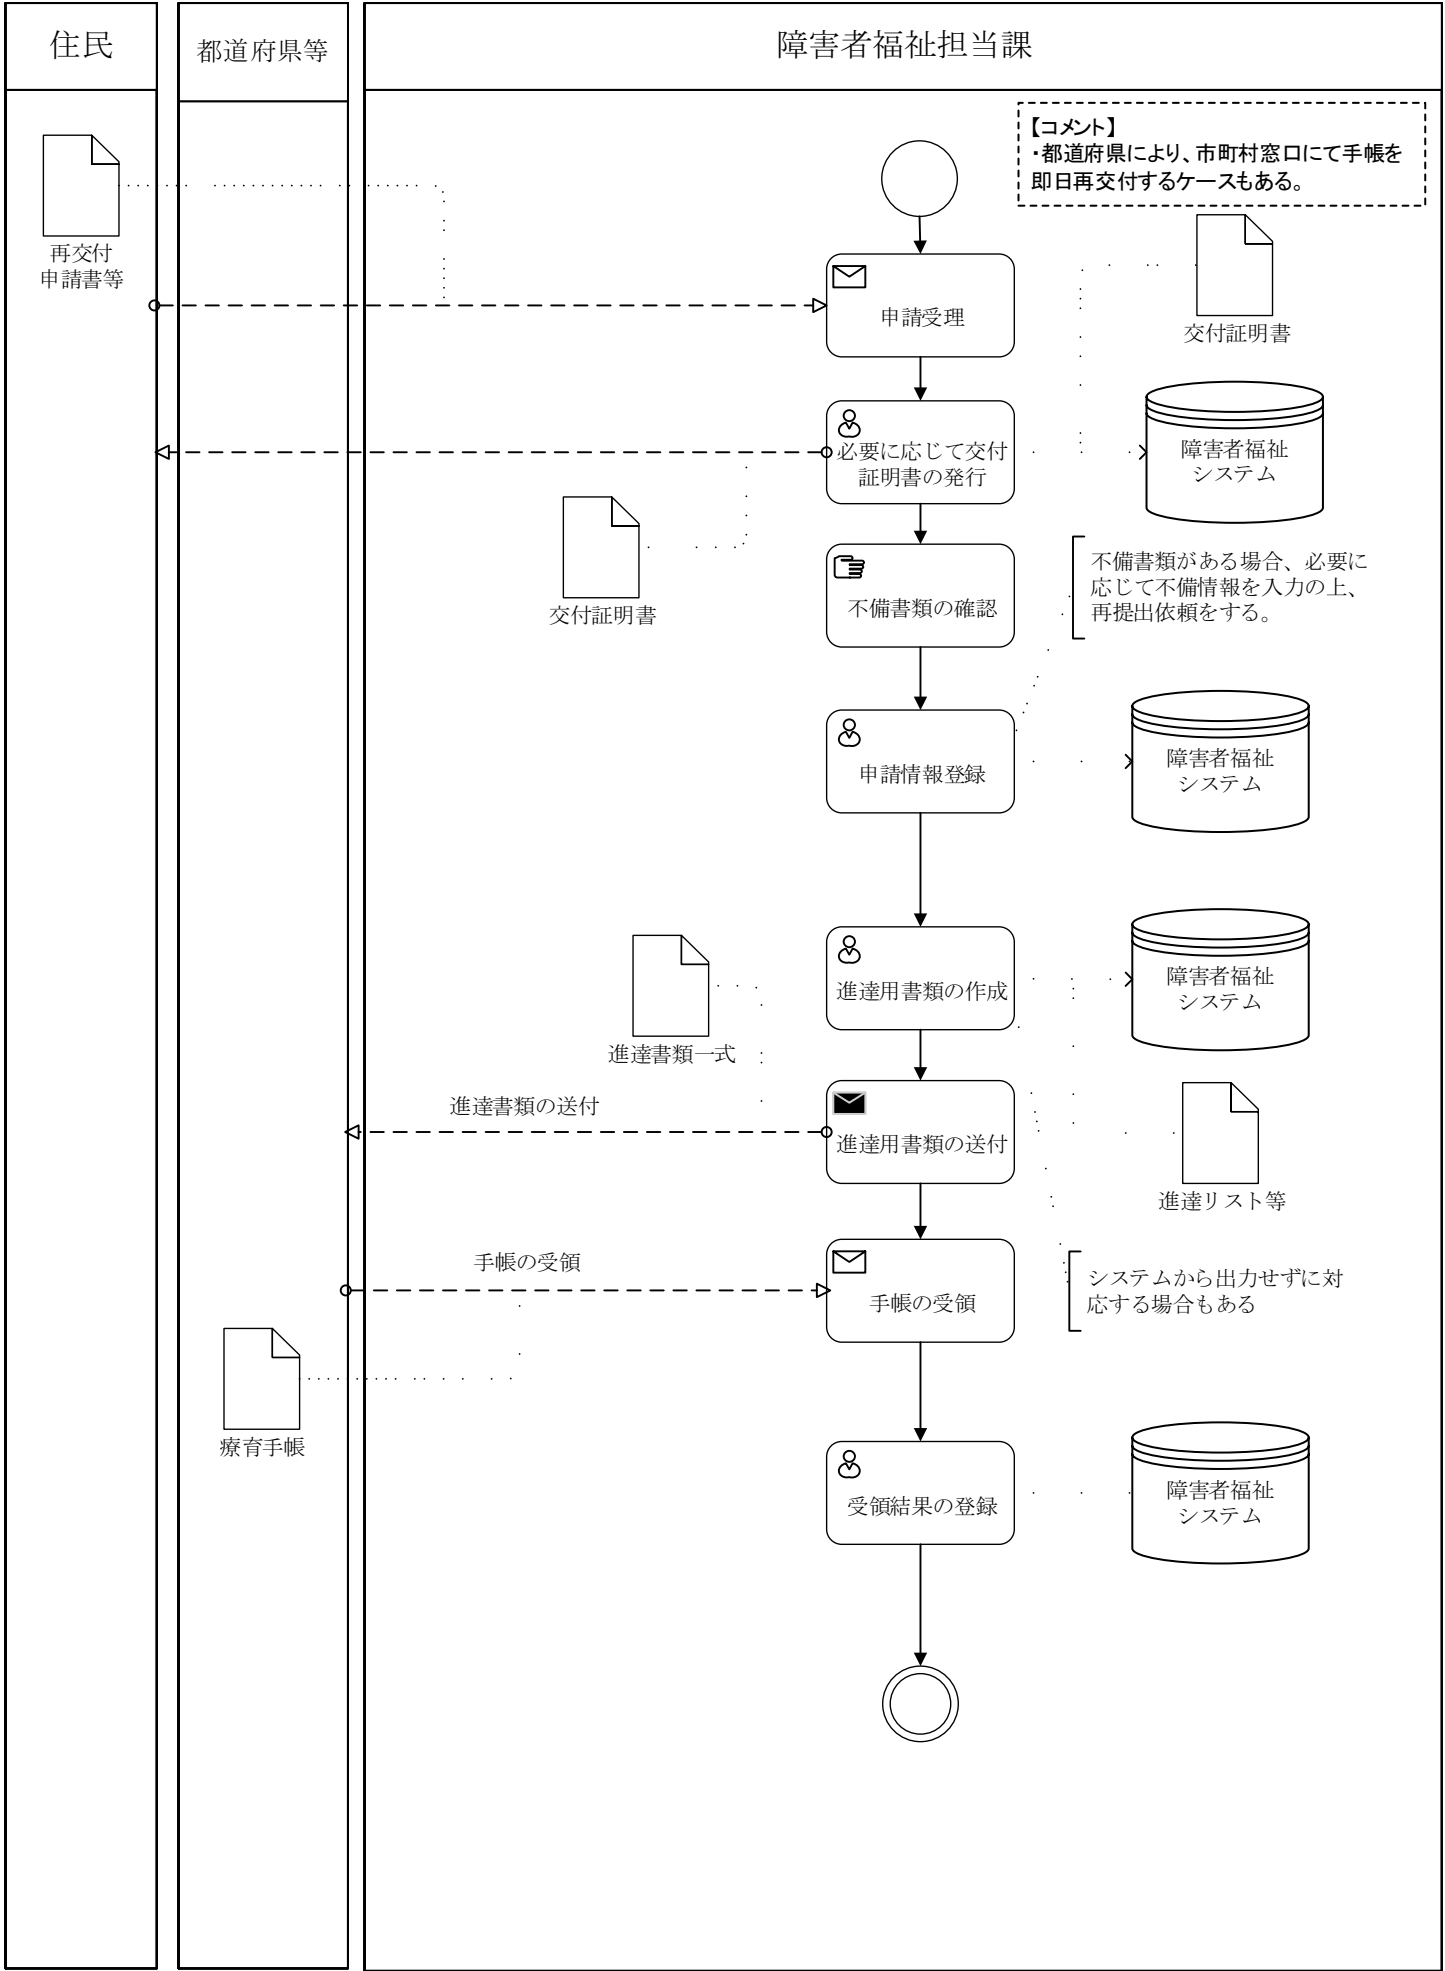 住民
都道府県等
障害者福祉担当課
【コメント】
・都道府県により、市町村窓口にて手帳を
即日再交付するケースもある。
再交付
申請書等
申請受理
交付証明書
必要に応じて交付
証明書の発行
障害者福祉
システム
交付証明書
不備書類の確認
不備書類がある場合、必要に
応じて不備情報を入力の上、
再提出依頼をする。
申請情報登録
障害者福祉
システム
進達書類一式
進達用書類の作成
障害者福祉
システム
進達書類の送付
進達用書類の送付
進達リスト等
手帳の受領
手帳の受領
システムから出力せずに対
応する場合もある
療育手帳
受領結果の登録
障害者福祉
システム